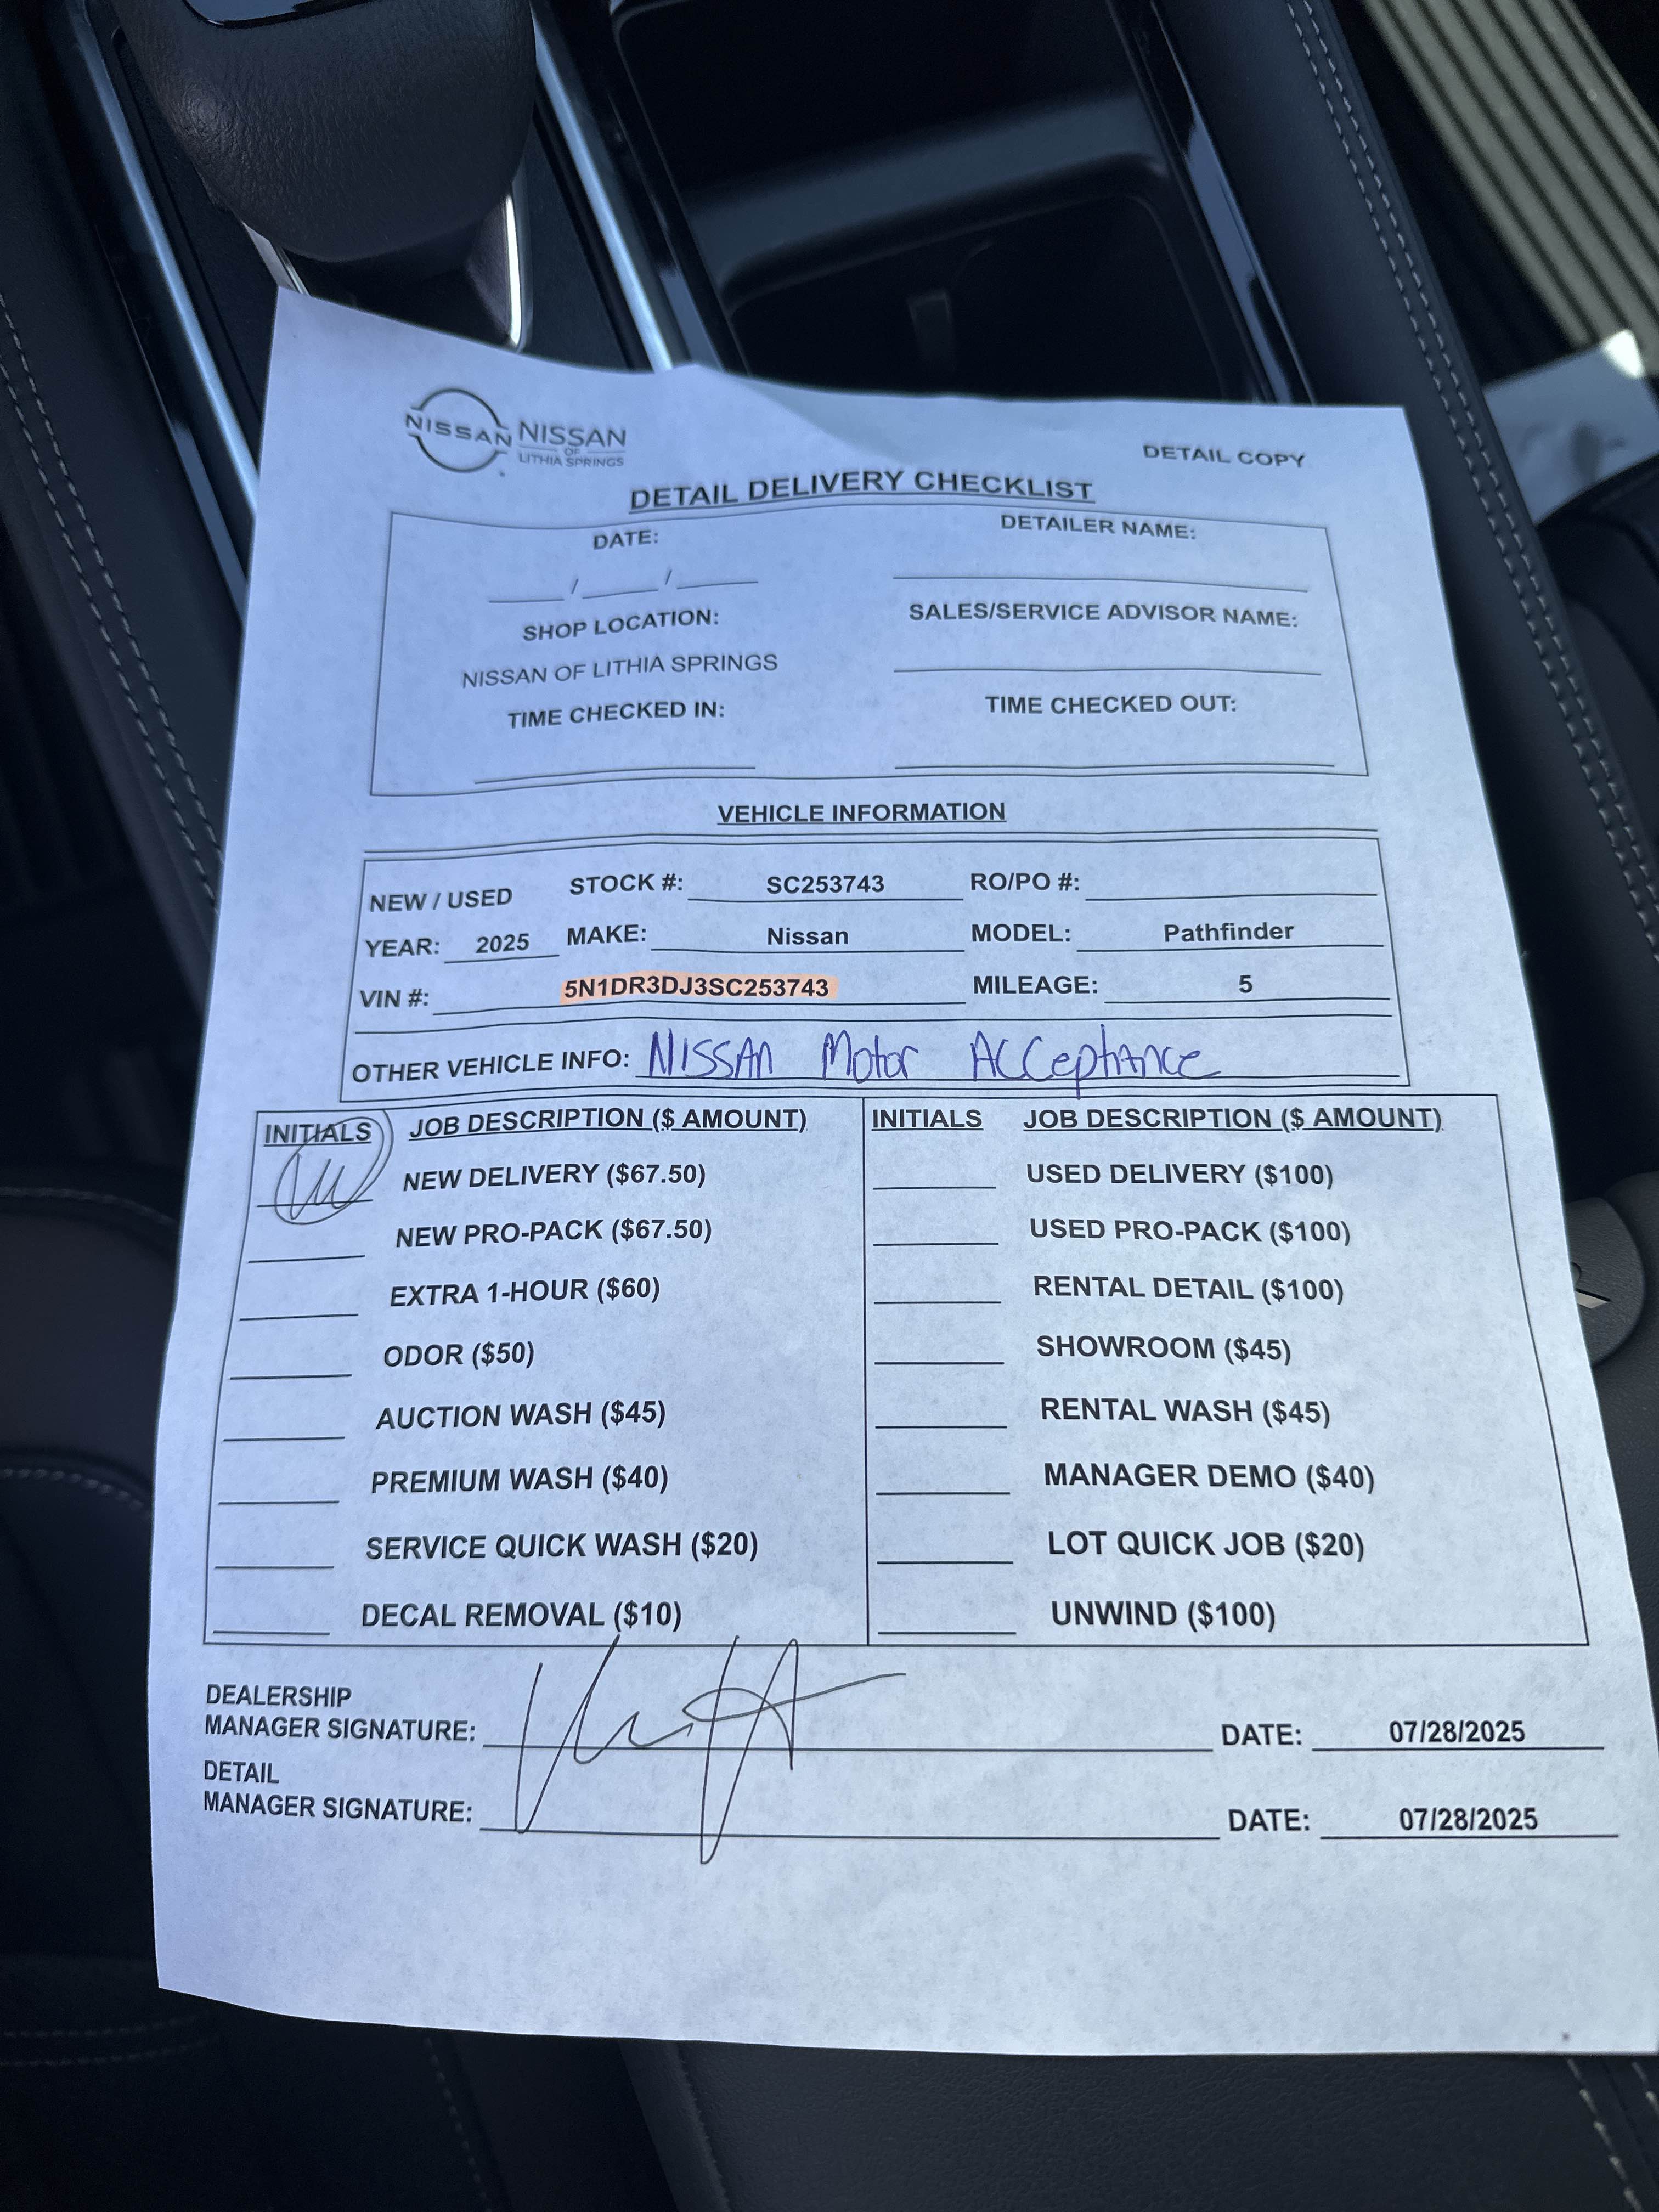 NISSAN NISSAN
OF
LITHIA SPRINGS
DETAIL COPY
DETAIL DELIVERY CHECKLIST
DATE: DETAILER NAME:
/ /
SHOP LOCATION: SALES/SERVICE ADVISOR NAME:
NISSAN OF LITHIA SPRINGS
TIME CHECKED IN: TIME CHECKED OUT:
VEHICLE INFORMATION
NEW / USED STOCK #: SC253743 RO/PO #:
YEAR: 2025 MAKE: Nissan MODEL: Pathfinder
VIN #: 5N1DR3DJ3SC253743 MILEAGE: 5
OTHER VEHICLE INFO: NISSAN Motor Acceptance
INITIALS JOB DESCRIPTION ($ AMOUNT) INITIALS JOB DESCRIPTION ($ AMOUNT)
NEW DELIVERY ($67.50) USED DELIVERY ($100)
NEW PRO-PACK ($67.50) USED PRO-PACK ($100)
EXTRA 1-HOUR ($60) RENTAL DETAIL ($100)
ODOR ($50) SHOWROOM ($45)
AUCTION WASH ($45) RENTAL WASH ($45)
PREMIUM WASH ($40) MANAGER DEMO ($40)
SERVICE QUICK WASH ($20) LOT QUICK JOB ($20)
DECAL REMOVAL ($10) UNWIND ($100)
DEALERSHIP
MANAGER SIGNATURE: DATE: 07/28/2025
DETAIL
MANAGER SIGNATURE: DATE: 07/28/2025